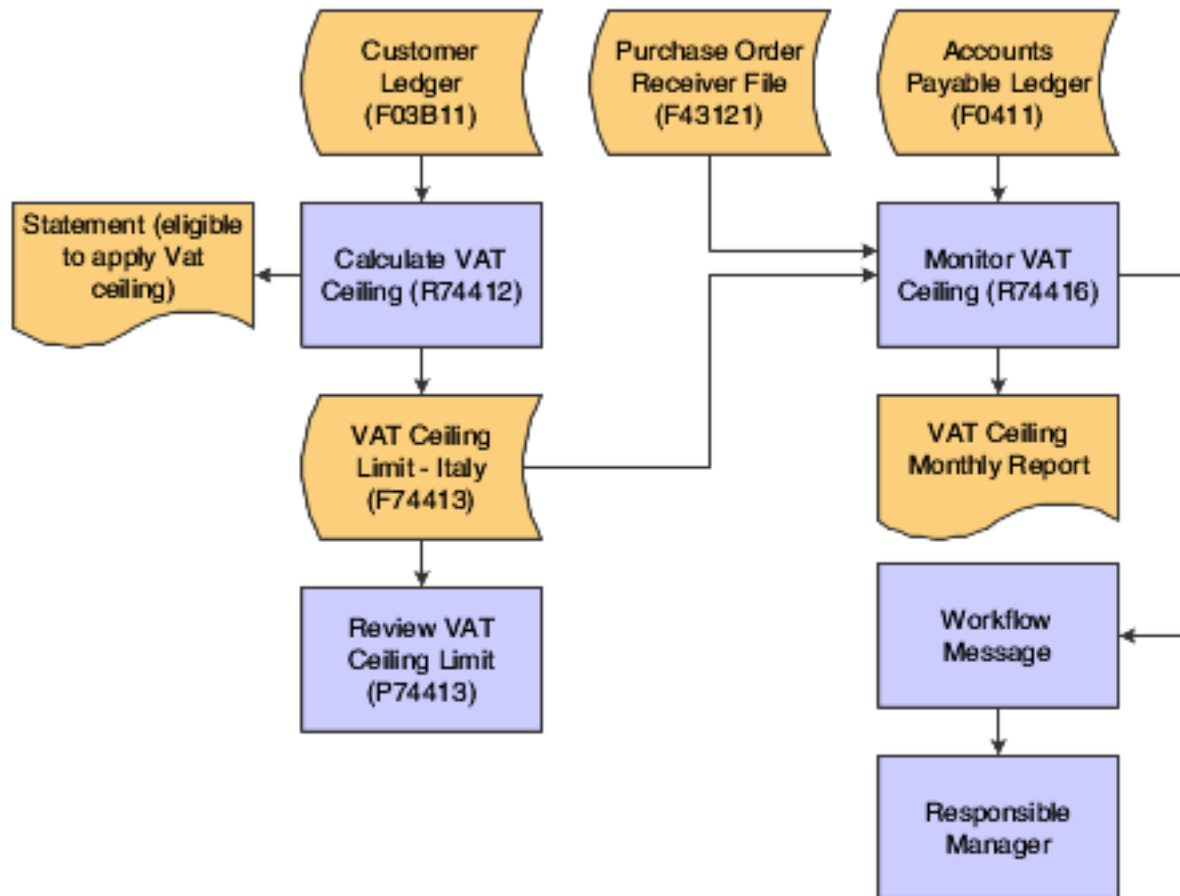 Customer
Ledger
(F03B11)
Purchase Order
Receiver File
(F43121)
Accounts
Payable Ledger
(F0411)
Statement (eligible
to apply Vat
ceiling)
Calculate VAT
Ceiling (R74412)
Monitor VAT
Ceiling (R74416)
VAT Ceiling
Limit - Italy
(F74413)
VAT Ceiling
Monthly Report
Review VAT
Ceiling Limit
(P74413)
Workflow
Message
Responsible
Manager